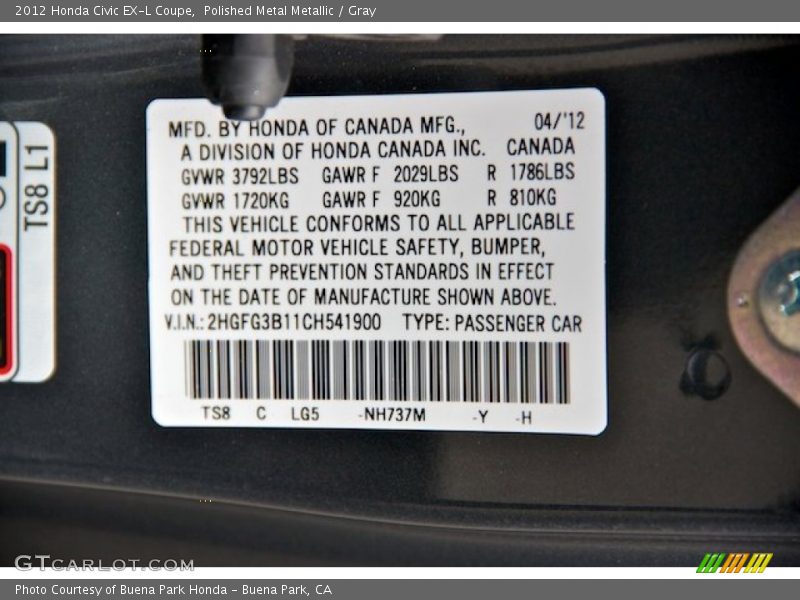 2012 Honda Civic EX-L Coupe, Polished Metal Metallic / Gray
TS8 L1
MFD. BY HONDA OF CANADA MFG., 04/'12
A DIVISION OF HONDA CANADA INC. CANADA
GVWR 3792LBS GAWR F 2029LBS R 1786LBS
GVWR 1720KG GAWR F 920KG R 810KG
THIS VEHICLE CONFORMS TO ALL APPLICABLE
FEDERAL MOTOR VEHICLE SAFETY, BUMPER,
AND THEFT PREVENTION STANDARDS IN EFFECT
ON THE DATE OF MANUFACTURE SHOWN ABOVE.
V.I.N.: 2HGFG3B11CH541900 TYPE: PASSENGER CAR
TS8 C LG5 -NH737M -Y -H
GTCARLOT.COM
Photo Courtesy of Buena Park Honda - Buena Park, CA